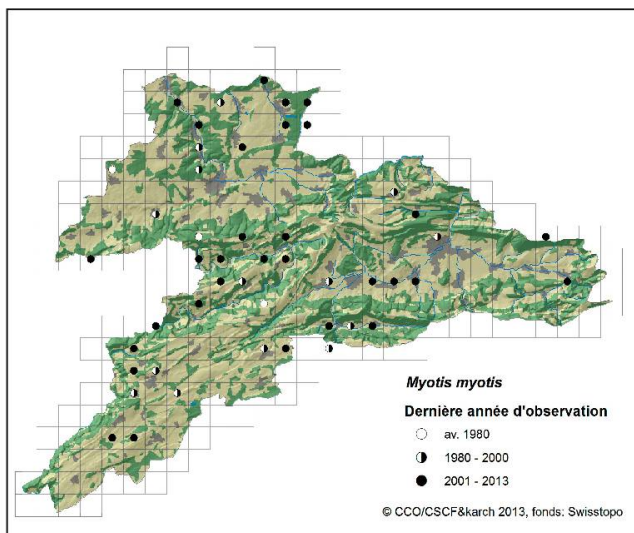 Myotis myotis
Dernière année d'observation
av. 1980
1980 - 2000
2001 - 2013
© CCO/CSCF&karch 2013, fonds: Swisstopo